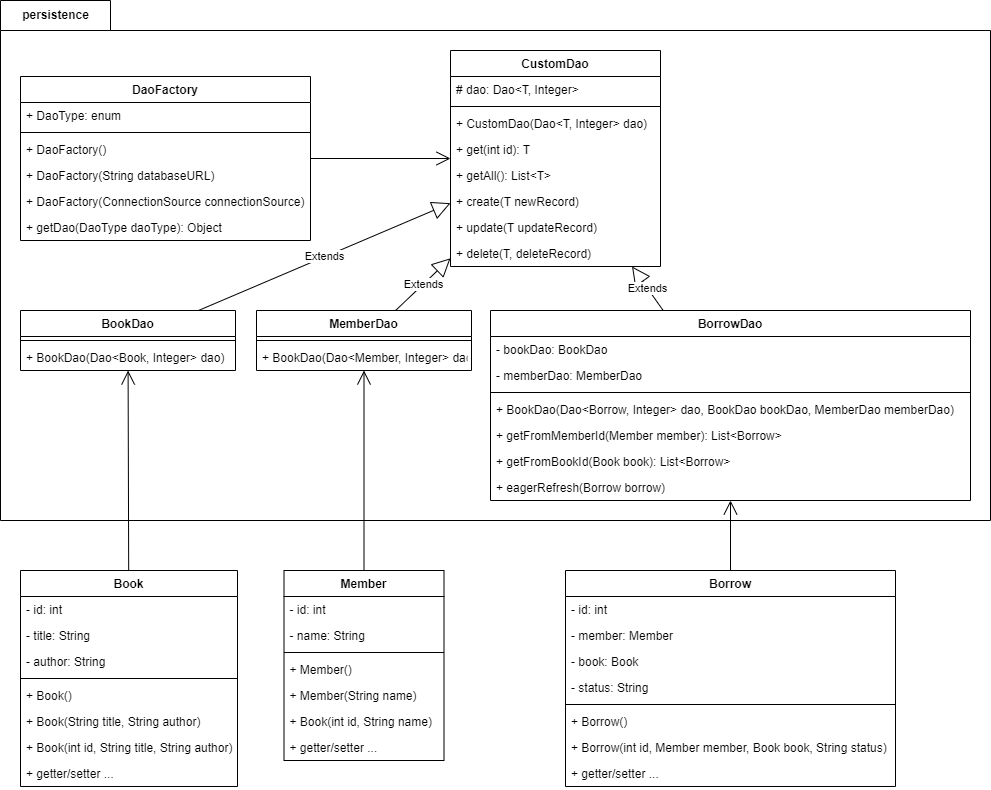 persistence
DaoFactory
+ DaoType: enum
+ DaoFactory()
+ DaoFactory(String databaseURL)
+ DaoFactory(ConnectionSource connectionSource)
+ getDao(DaoType daoType): Object
CustomDao
# dao: Dao<T, Integer>
+ CustomDao(Dao<T, Integer> dao)
+ get(int id): T
+ getAll(): List<T>
+ create(T newRecord)
+ update(T updateRecord)
+ delete(T, deleteRecord)
Extends
Extends
Extends
BookDao
+ BookDao(Dao<Book, Integer> dao)
MemberDao
+ BookDao(Dao<Member, Integer> da
BorrowDao
- bookDao: BookDao
- memberDao: MemberDao
+ BookDao(Dao<Borrow, Integer> dao, BookDao bookDao, MemberDao memberDao)
+ getFromMemberId(Member member): List<Borrow>
+ getFromBookId(Book book): List<Borrow>
+ eagerRefresh(Borrow borrow)
Book
- id: int
- title: String
- author: String
+ Book()
+ Book(String title, String author)
+ Book(int id, String title, String author)
+ getter/setter ...
Member
- id: int
- name: String
+ Member()
+ Member(String name)
+ Book(int id, String name)
+ getter/setter ...
Borrow
- id: int
- member: Member
- book: Book
- status: String
+ Borrow()
+ Borrow(int id, Member member, Book book, String status)
+ getter/setter ...